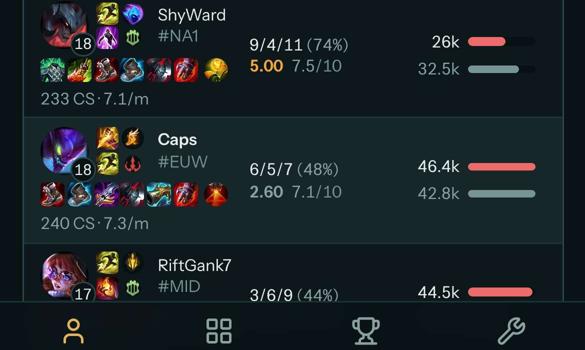 ShyWard
#NA1
18
9/4/11 (74%)
5.00 7.5/10
26k
32.5k
233 CS · 7.1/m
Caps
#EUW
18
6/5/7 (48%)
2.60 7.1/10
46.4k
42.8k
240 CS · 7.3/m
RiftGank7
#MID
17
3/6/9 (44%)
44.5k